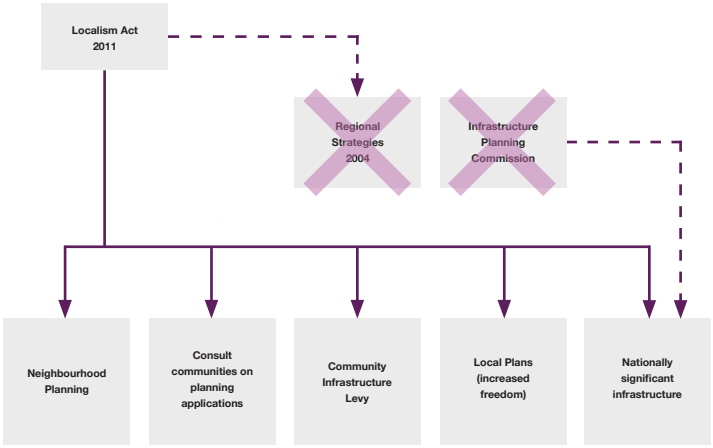 Localism Act
2011
Regional
Strategies
2004
Infrastructure
Planning
Commission
Neighbourhood
Planning
Consult
communities on
planning
applications
Community
Infrastructure
Levy
Local Plans
(increased
freedom)
Nationally
significant
infrastructure